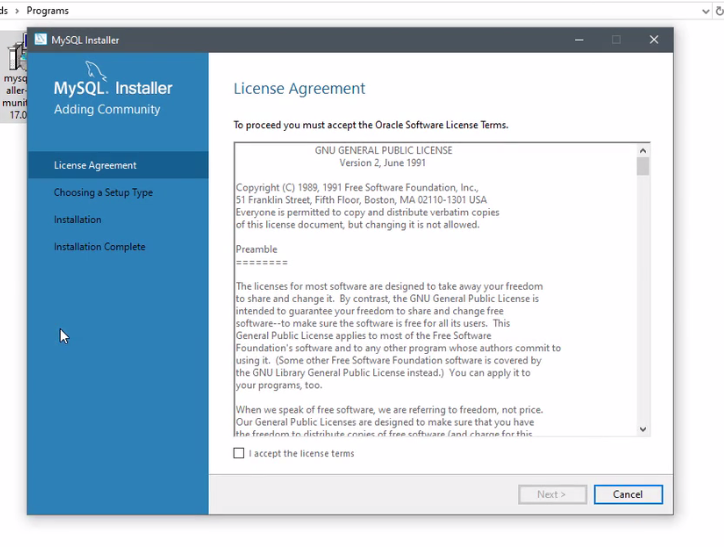 ds > Programs
MySQL Installer
MySQL. Installer
Adding Community
License Agreement
Choosing a Setup Type
Installation
Installation Complete
mysq
aller-
munit
17.0
License Agreement
To proceed you must accept the Oracle Software License Terms.
GNU GENERAL PUBLIC LICENSE
Version 2, June 1991
Copyright (C) 1989, 1991 Free Software Foundation, Inc.,
51 Franklin Street, Fifth Floor, Boston, MA 02110-1301 USA
Everyone is permitted to copy and distribute verbatim copies
of this license document, but changing it is not allowed.
Preamble
========
The licenses for most software are designed to take away your freedom
to share and change it. By contrast, the GNU General Public License is
intended to guarantee your freedom to share and change free
software--to make sure the software is free for all its users. This
General Public License applies to most of the Free Software
Foundation's software and to any other program whose authors commit to
using it. (Some other Free Software Foundation software is covered by
the GNU Library General Public License instead.) You can apply it to
your programs, too.
When we speak of free software, we are referring to freedom, not price.
Our General Public Licenses are designed to make sure that you have
the freedom to distribute copies of free software (and charge for this
I accept the license terms
Next >
Cancel